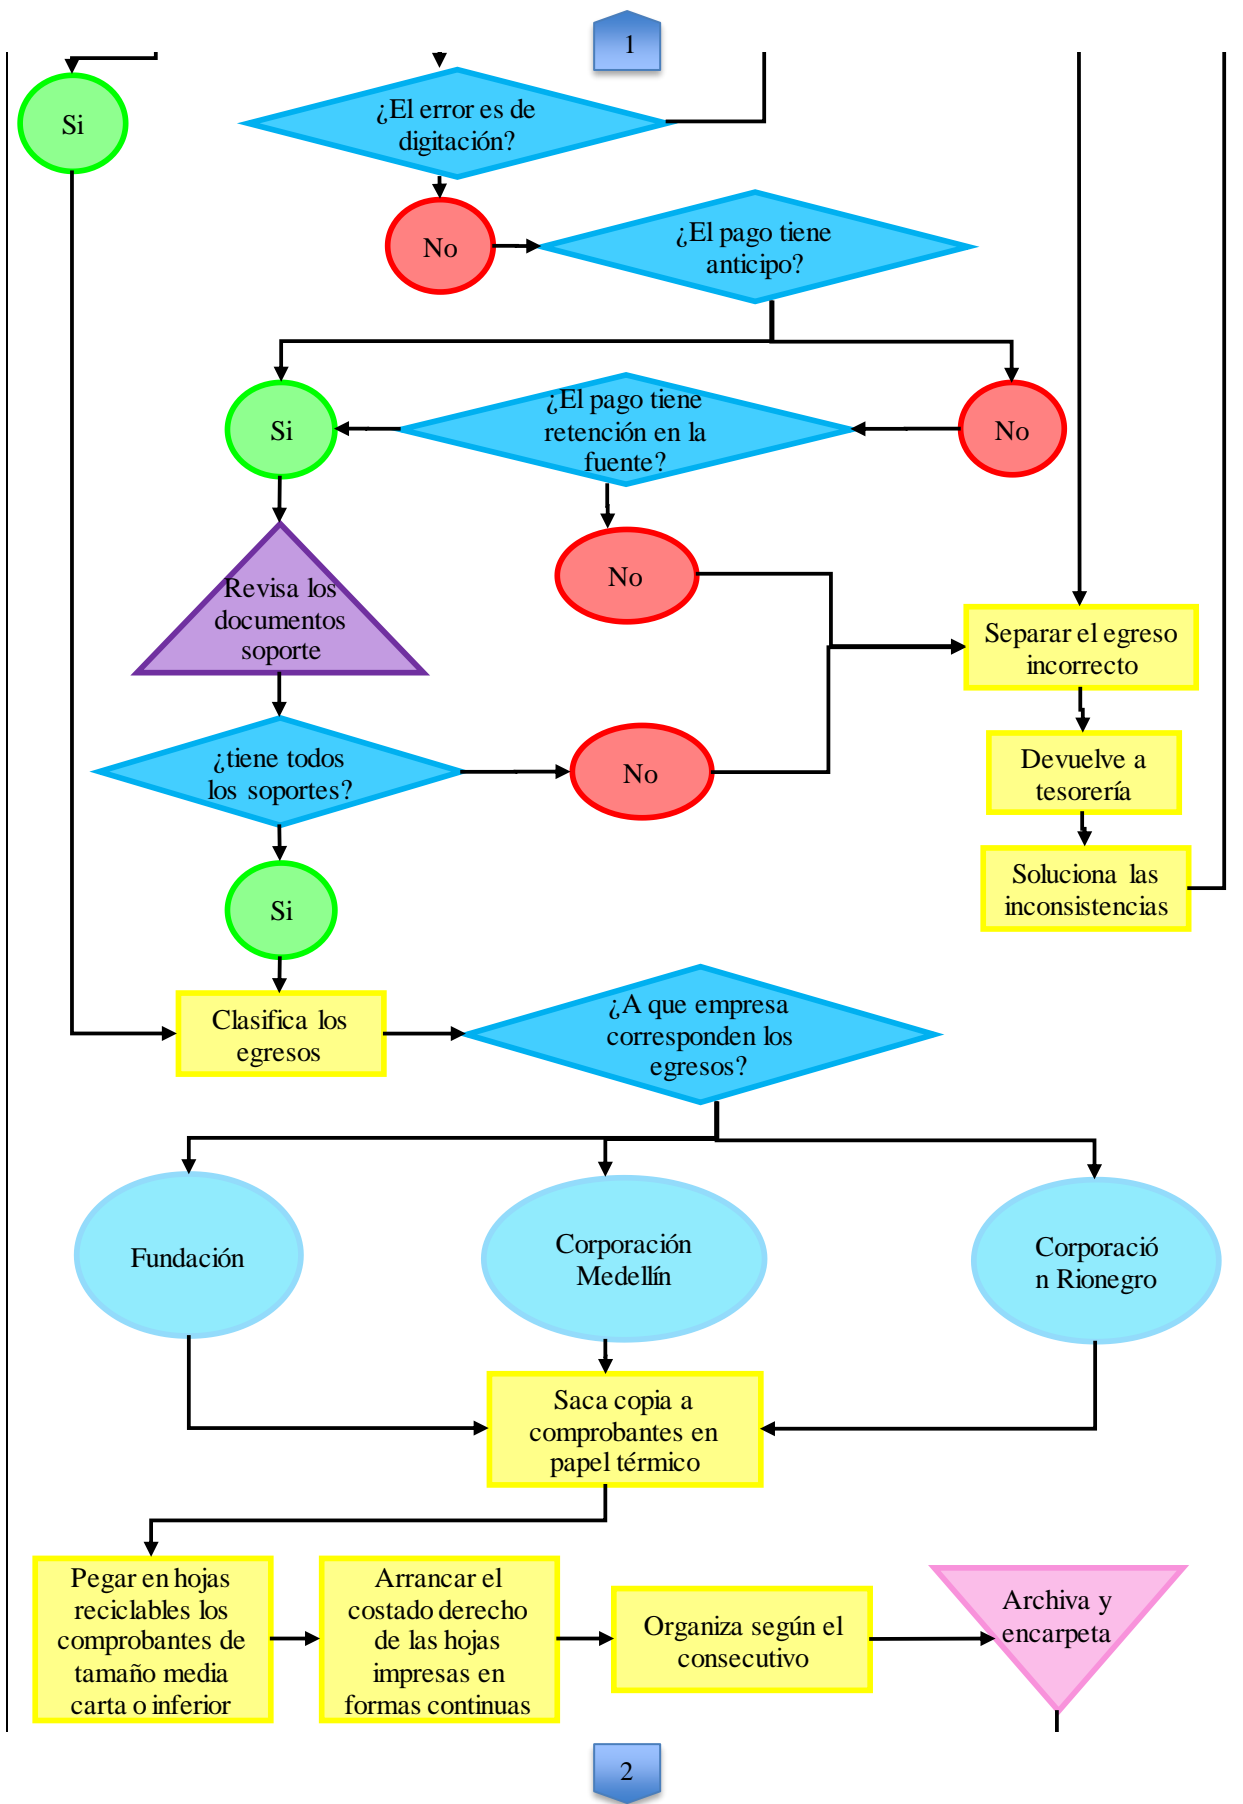 1
Si
¿El error es de
digitación?
No
¿El pago tiene
anticipo?
Si
¿El pago tiene
retención en la
fuente?
No
Revisa los
documentos
soporte
No
Separar el egreso
incorrecto
¿tiene todos
los soportes?
No
Devuelve a
tesorería
Si
Soluciona las
inconsistencias
Clasifica los
egresos
¿A que empresa
corresponden los
egresos?
Fundación
Corporación
Medellín
Corporació
n Rionegro
Saca copia a
comprobantes en
papel térmico
Pegar en hojas
reciclables los
comprobantes de
tamaño media
carta o inferior
Arrancar el
costado derecho
de las hojas
impresas en
formas continuas
Organiza según el
consecutivo
Archiva y
encarpeta
2